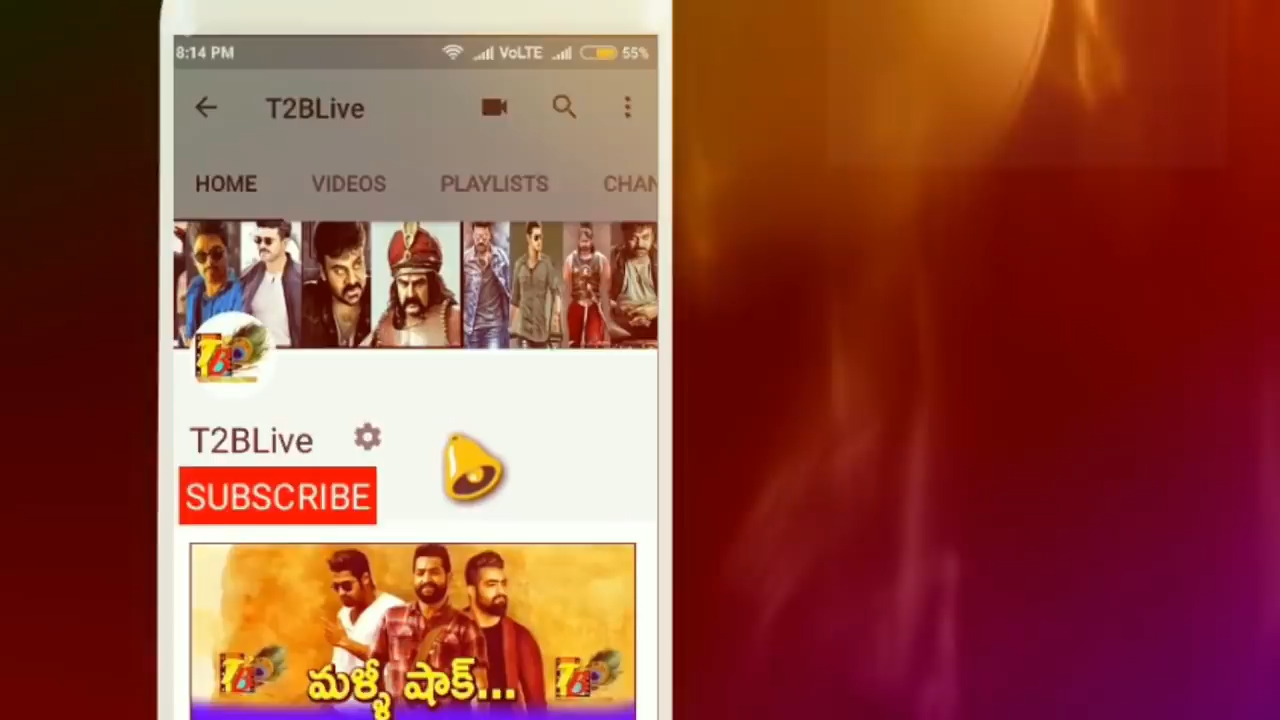 8:14 PM VoLTE 55%
T2BLive
HOME VIDEOS PLAYLISTS CHAN
T2BLive
SUBSCRIBE
మళ్ళీ షాక్...